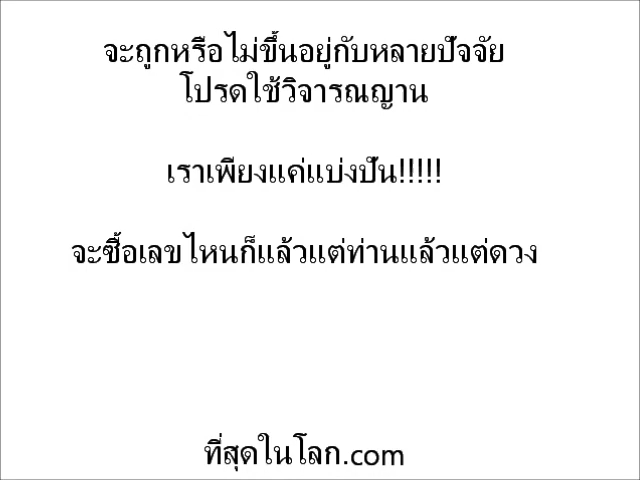 จะถูกหรือไม่ขึ้นอยู่กับหลายปัจจัย
โปรดใช้วิจารณญาน
เราเพียงแค่แบ่งปัน!!!!!
จะซื้อเลขไหนก็แล้วแต่ท่านแล้วแต่ดวง
ที่สุดในโลก.com